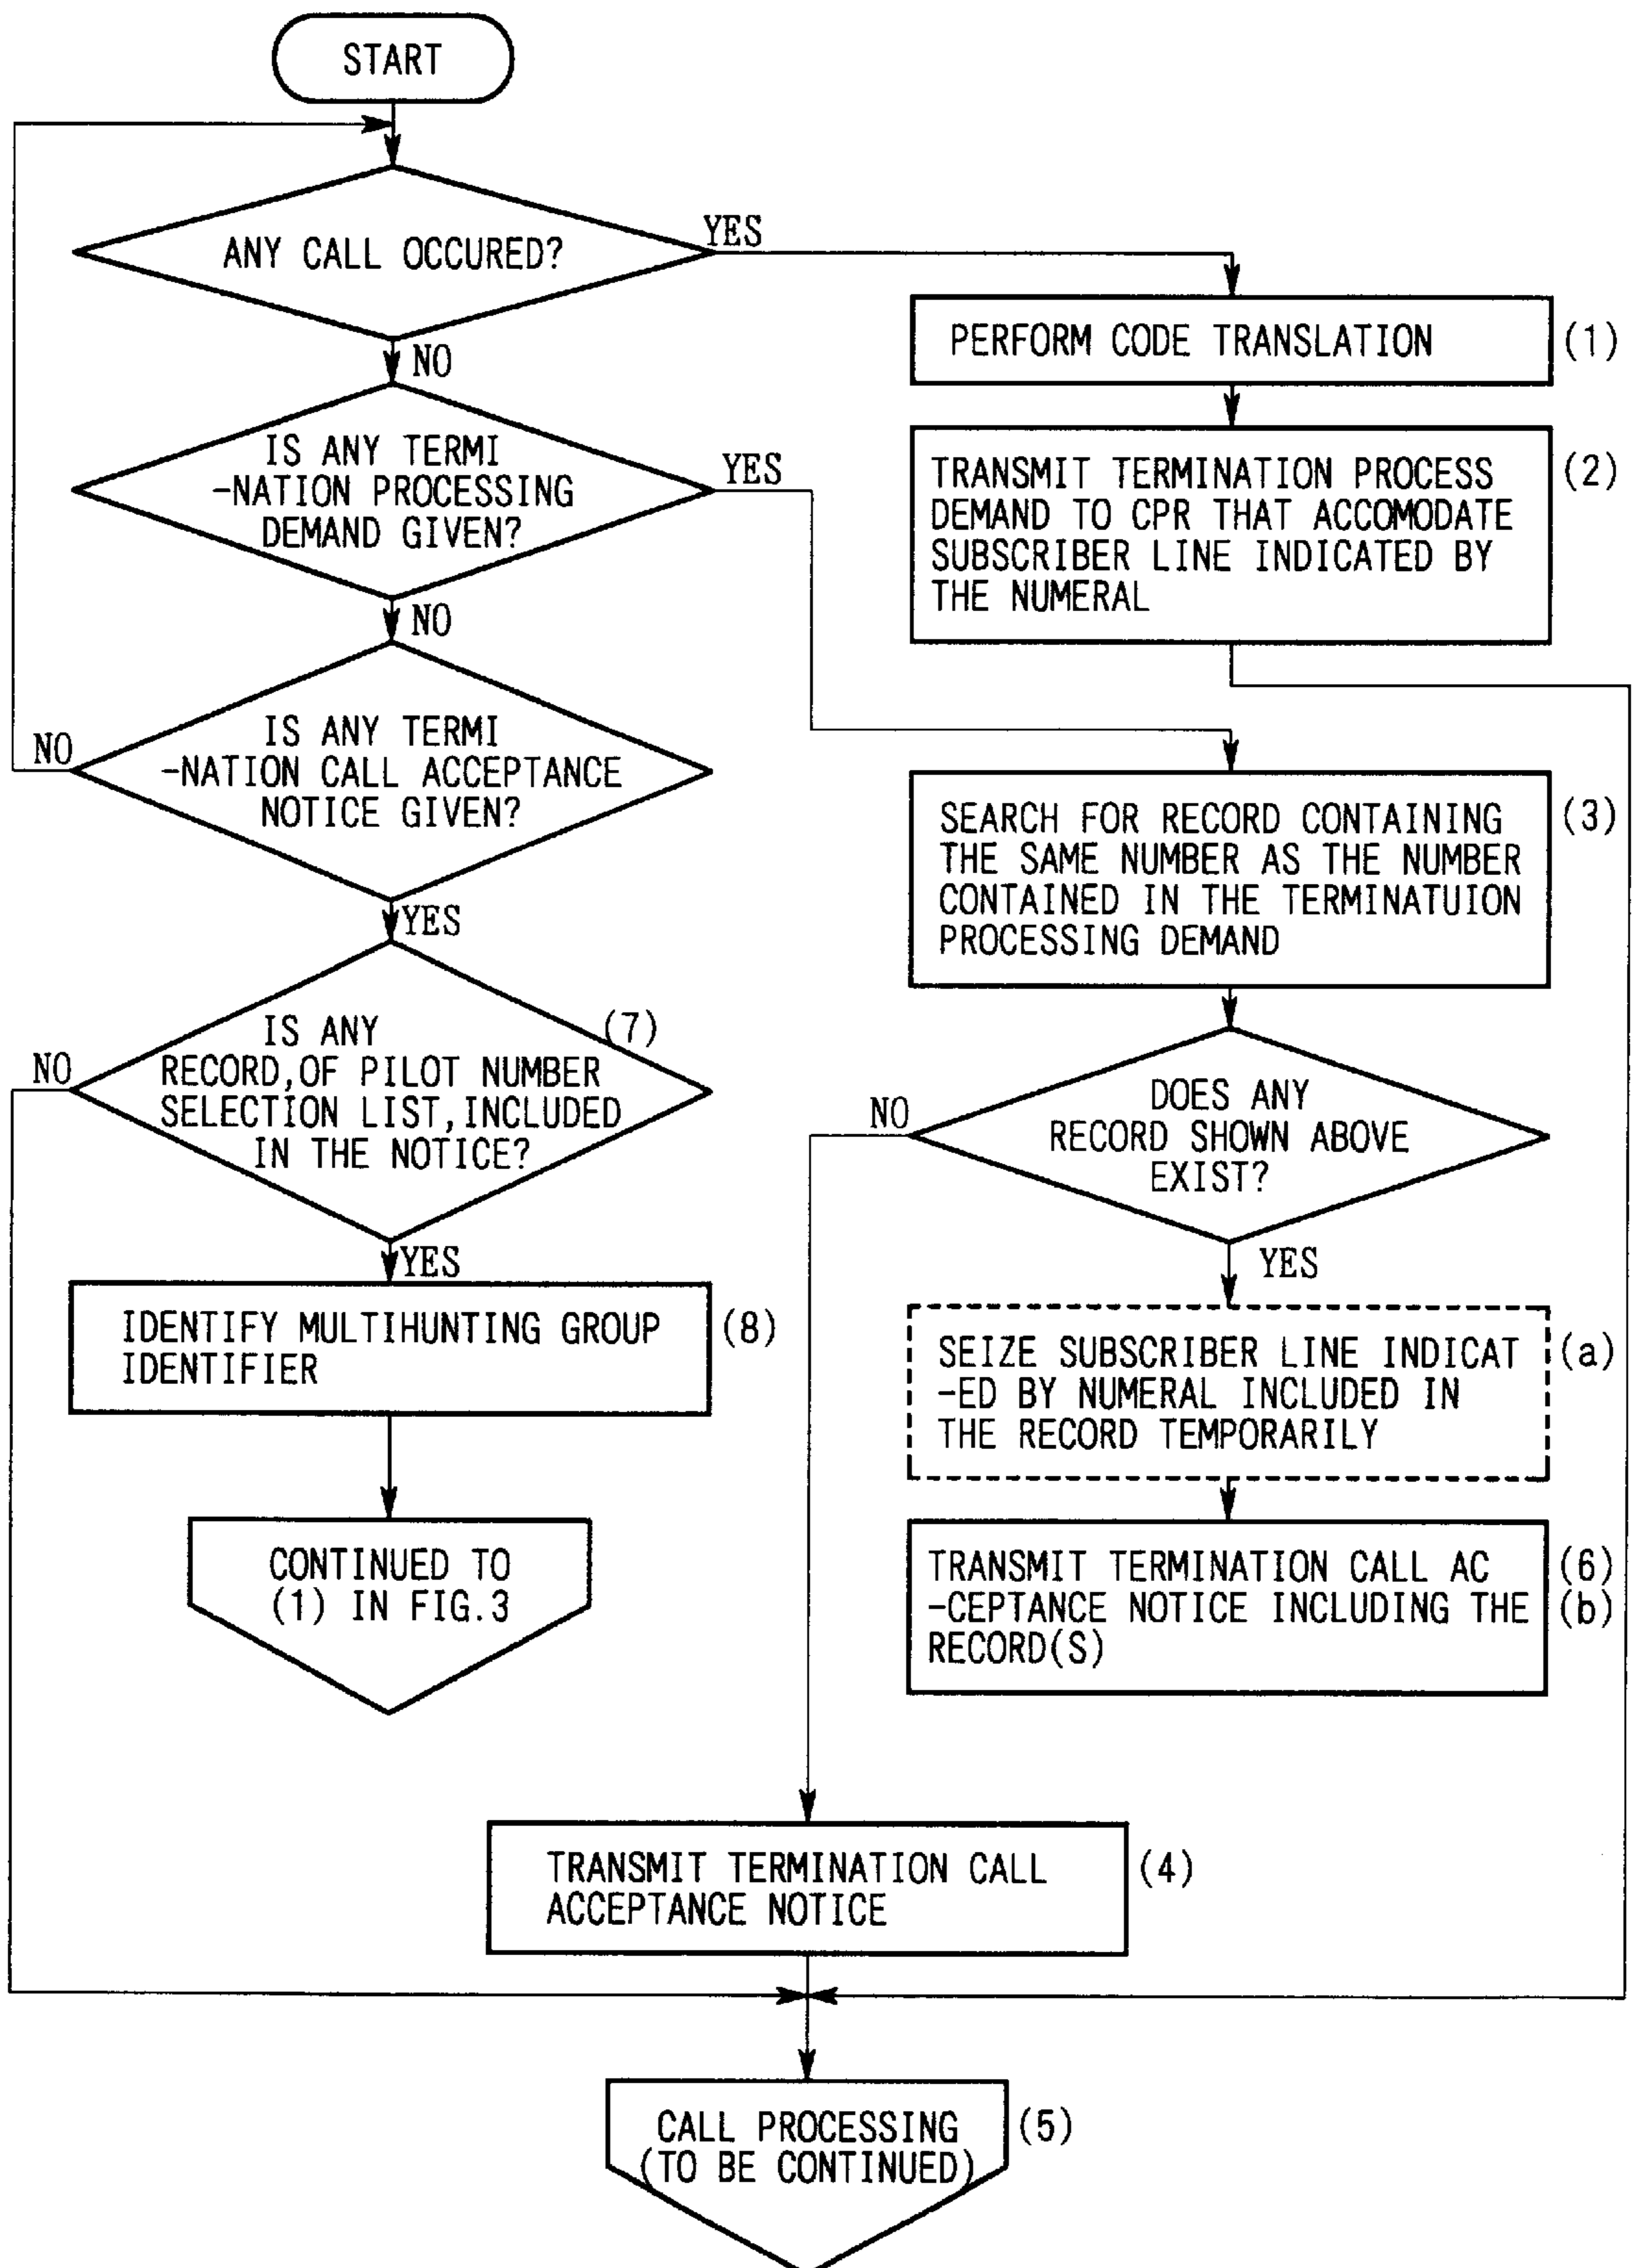 START
ANY CALL OCCURED?
YES
NO
PERFORM CODE TRANSLATION
(1)
TRANSMIT TERMINATION PROCESS
DEMAND TO CPR THAT ACCOMODATE
SUBSCRIBER LINE INDICATED BY
THE NUMERAL
(2)
IS ANY TERMI
-NATION PROCESSING
DEMAND GIVEN?
YES
NO
IS ANY TERMI
-NATION CALL ACCEPTANCE
NOTICE GIVEN?
NO
YES
SEARCH FOR RECORD CONTAINING
THE SAME NUMBER AS THE NUMBER
CONTAINED IN THE TERMINATUION
PROCESSING DEMAND
(3)
IS ANY
RECORD,OF PILOT NUMBER
SELECTION LIST,INCLUDED
IN THE NOTICE?
(7)
NO
YES
DOES ANY
RECORD SHOWN ABOVE
EXIST?
NO
YES
IDENTIFY MULTIHUNTING GROUP
IDENTIFIER
(8)
SEIZE SUBSCRIBER LINE INDICAT
-ED BY NUMERAL INCLUDED IN
THE RECORD TEMPORARILY
(a)
CONTINUED TO
(1) IN FIG.3
TRANSMIT TERMINATION CALL AC
-CEPTANCE NOTICE INCLUDING THE
RECORD(S)
(6)
(b)
TRANSMIT TERMINATION CALL
ACCEPTANCE NOTICE
(4)
CALL PROCESSING
(TO BE CONTINUED)
(5)